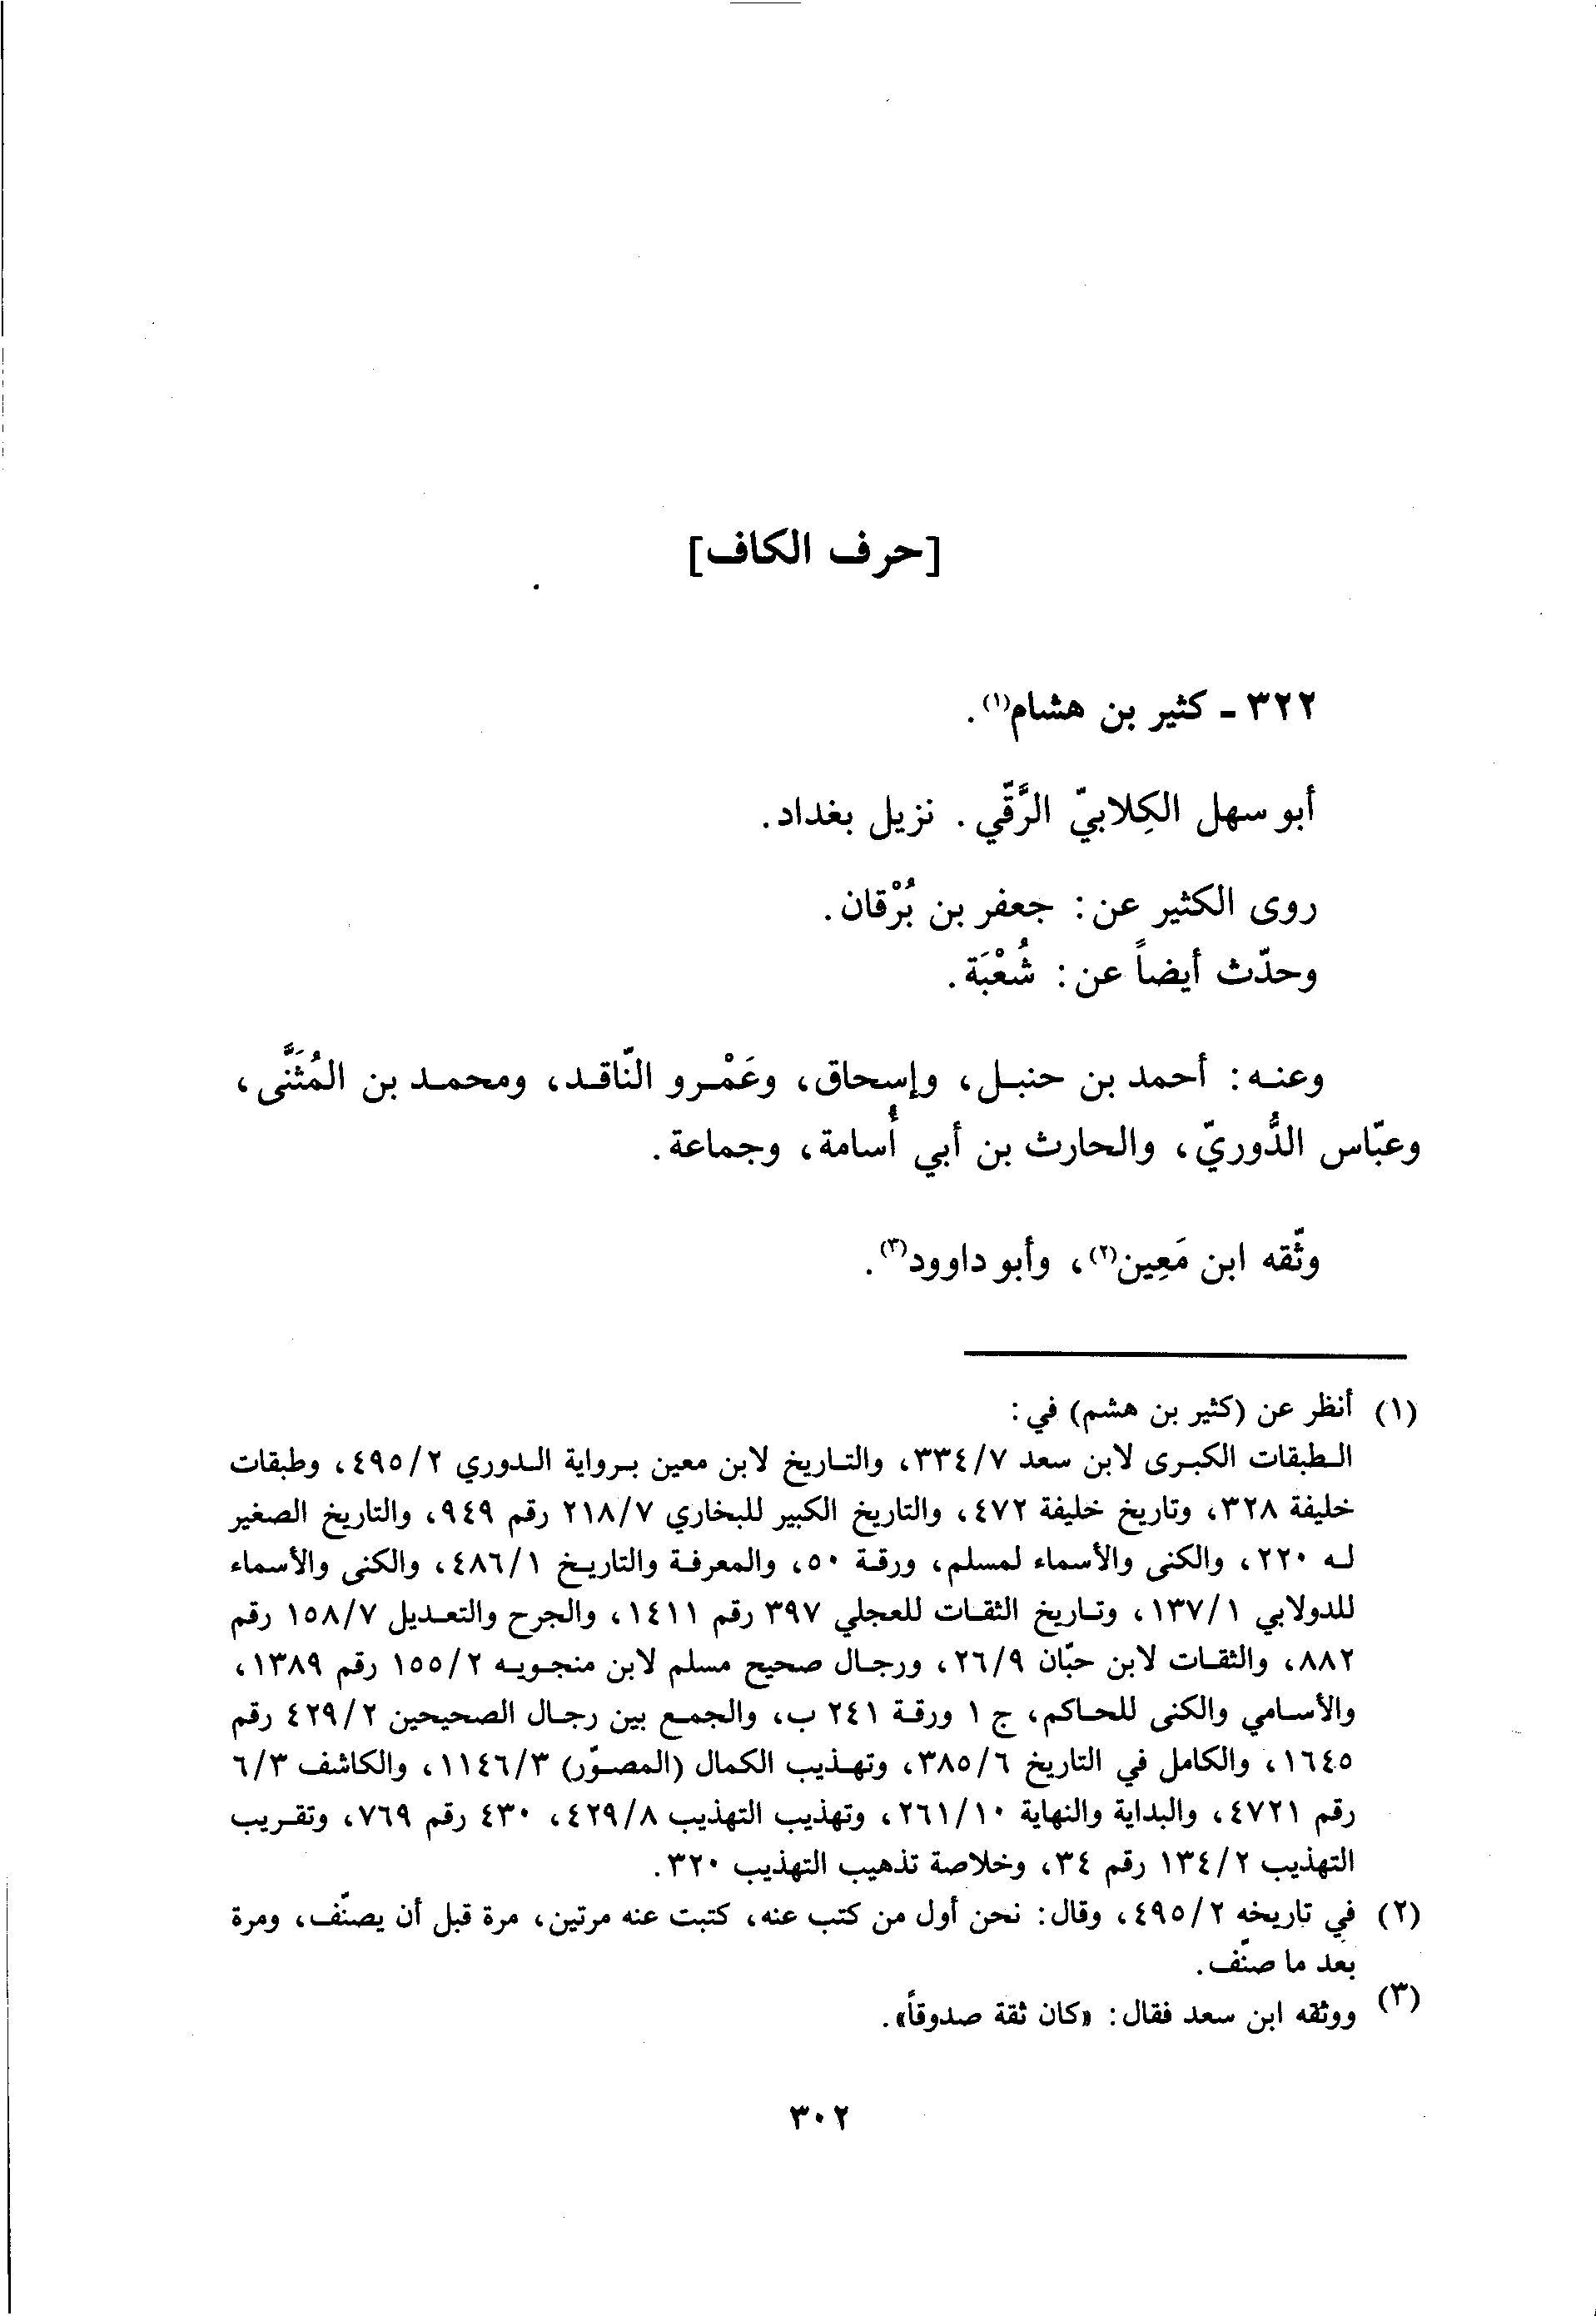 [حرف الكاف]
٣٢٢ - كثير بن هشام(١).
أبو سهل الكِلابيّ الرَّقّي. نزيل بغداد.
روى الكثير عن: جعفر بن بُرْقان.
وحدّث أيضاً عن: شُعْبَة.
وعنه: أحمد بن حنبل، وإسحاق، وعَمْرو النّاقد، ومحمد بن المُثَنَّى،
وعبّاس الدُّوريّ، والحارث بن أبي أُسامة، وجماعة.
وثّقه ابن مَعِين(٢)، وأبو داوود(٣).
(١) أنظر عن (كثير بن هشم) في:
الطبقات الكبرى لابن سعد ٣٣٤/٧، والتاريخ لابن معين برواية الدوري ٤٩٥/٢، وطبقات
خليفة ٣٢٨، وتاريخ خليفة ٤٧٢، والتاريخ الكبير للبخاري ٢١٨/٧ رقم ٩٤٩، والتاريخ الصغير
له ٢٢٠، والكنى والأسماء لمسلم، ورقة ٥٠، والمعرفة والتاريخ ٤٨٦/١، والكنى والأسماء
للدولابي ١٣٧/١، وتاريخ الثقات للعجلي ٣٩٧ رقم ١٤١١، والجرح والتعديل ١٥٨/٧ رقم
٨٨٢، والثقات لابن حبّان ٢٦/٩، ورجال صحيح مسلم لابن منجويه ١٥٥/٢ رقم ١٣٨٩،
والأسامي والكنى للحاكم، ج ١ ورقة ٢٤١ ب، والجمع بين رجال الصحيحين ٤٢٩/٢ رقم
١٦٤٥، والكامل في التاريخ ٣٨٥/٦، وتهذيب الكمال (المصوّر) ١١٤٦/٣، والكاشف ٦/٣
رقم ٤٧٢١، والبداية والنهاية ٢٦١/١٠، وتهذيب التهذيب ٤٢٩/٨، ٤٣٠ رقم ٧٦٩، وتقريب
التهذيب ١٣٤/٢ رقم ٣٤، وخلاصة تذهيب التهذيب ٣٢٠.
(٢) في تاريخه ٤٩٥/٢، وقال: نحن أول من كتب عنه، كتبت عنه مرتين، مرة قبل أن يصنّف، ومرة
بعد ما صنّف.
(٣) ووثقه ابن سعد فقال: «كان ثقة صدوقاً».
٣٠٢